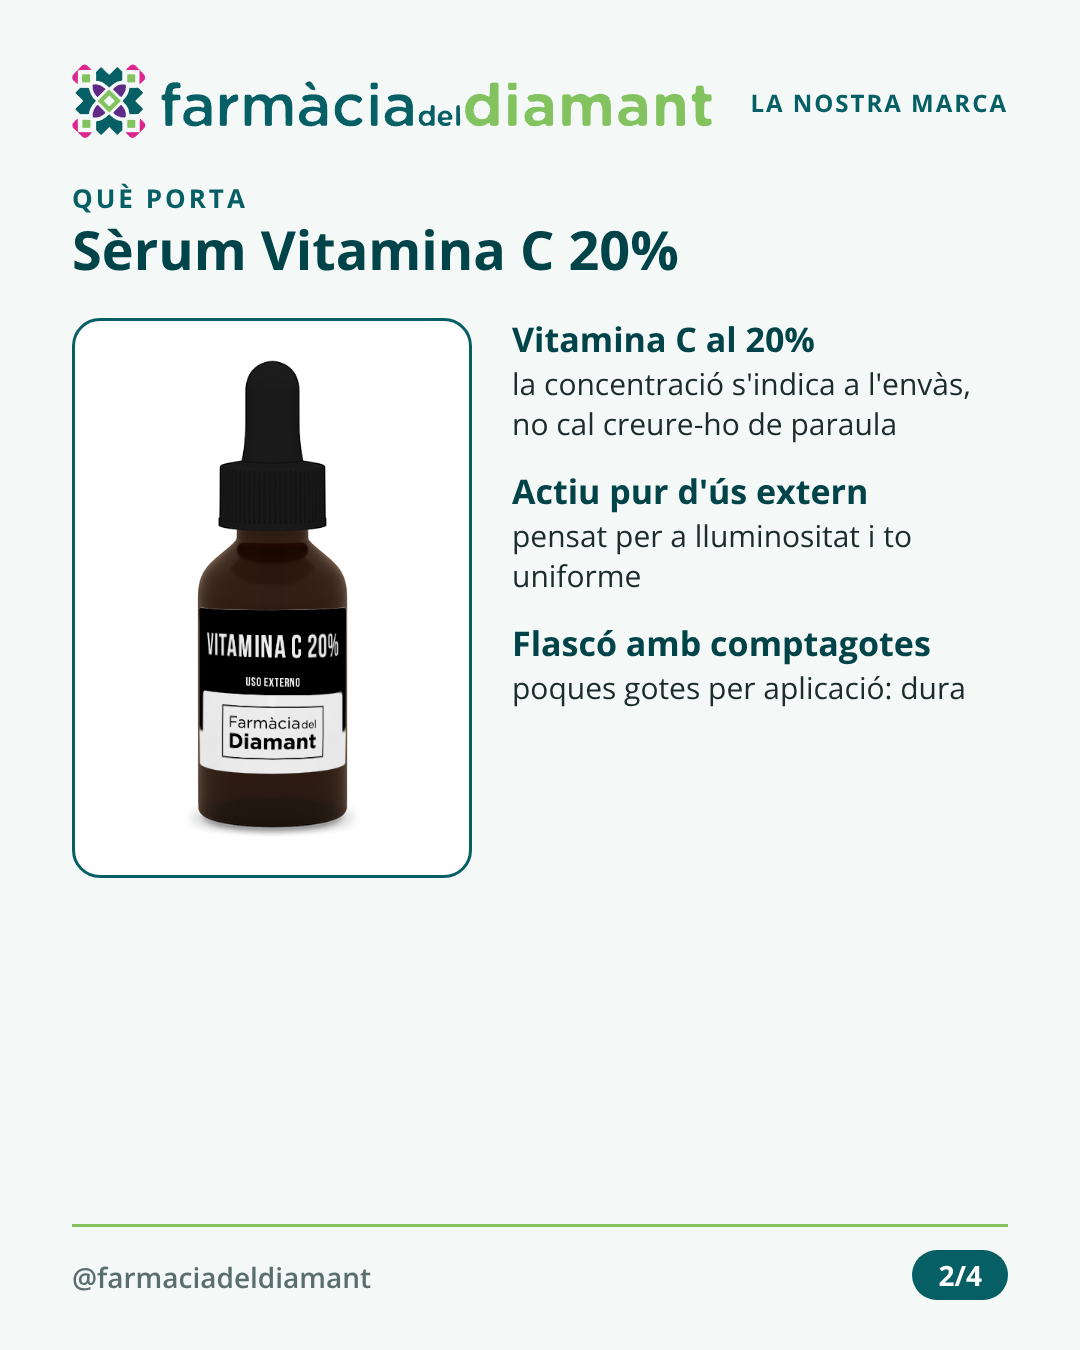 farmàciadeldiamant
LA NOSTRA MARCA
QUÈ PORTA
Sèrum Vitamina C 20%
VITAMINA C 20%
USO EXTERNO
Farmàciadel
Diamant
Vitamina C al 20%
la concentració s'indica a l'envàs,
no cal creure-ho de paraula
Actiu pur d'ús extern
pensat per a lluminositat i to
uniforme
Flascó amb comptagotes
poques gotes per aplicació: dura
@farmaciadeldiamant
2/4